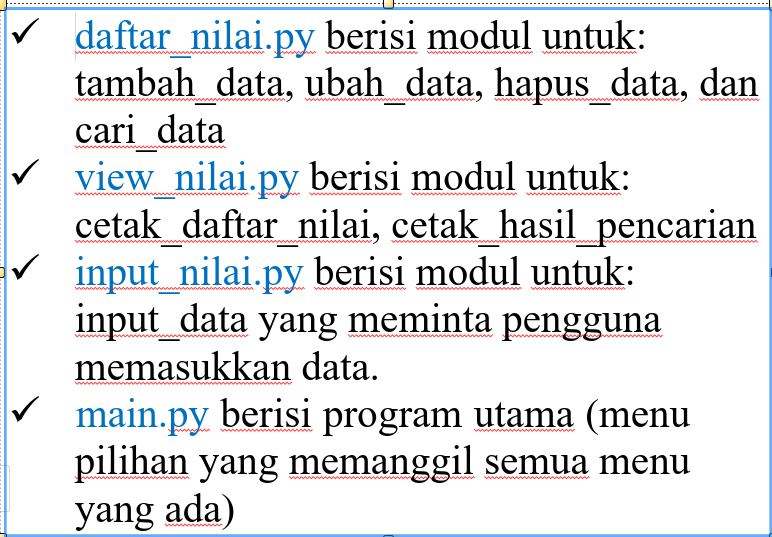 ✓ daftar_nilai.py berisi modul untuk:
tambah_data, ubah_data, hapus_data, dan
cari_data
✓ view_nilai.py berisi modul untuk:
cetak_daftar_nilai, cetak_hasil_pencarian
✓ input_nilai.py berisi modul untuk:
input_data yang meminta pengguna
memasukkan data.
✓ main.py berisi program utama (menu
pilihan yang memanggil semua menu
yang ada)